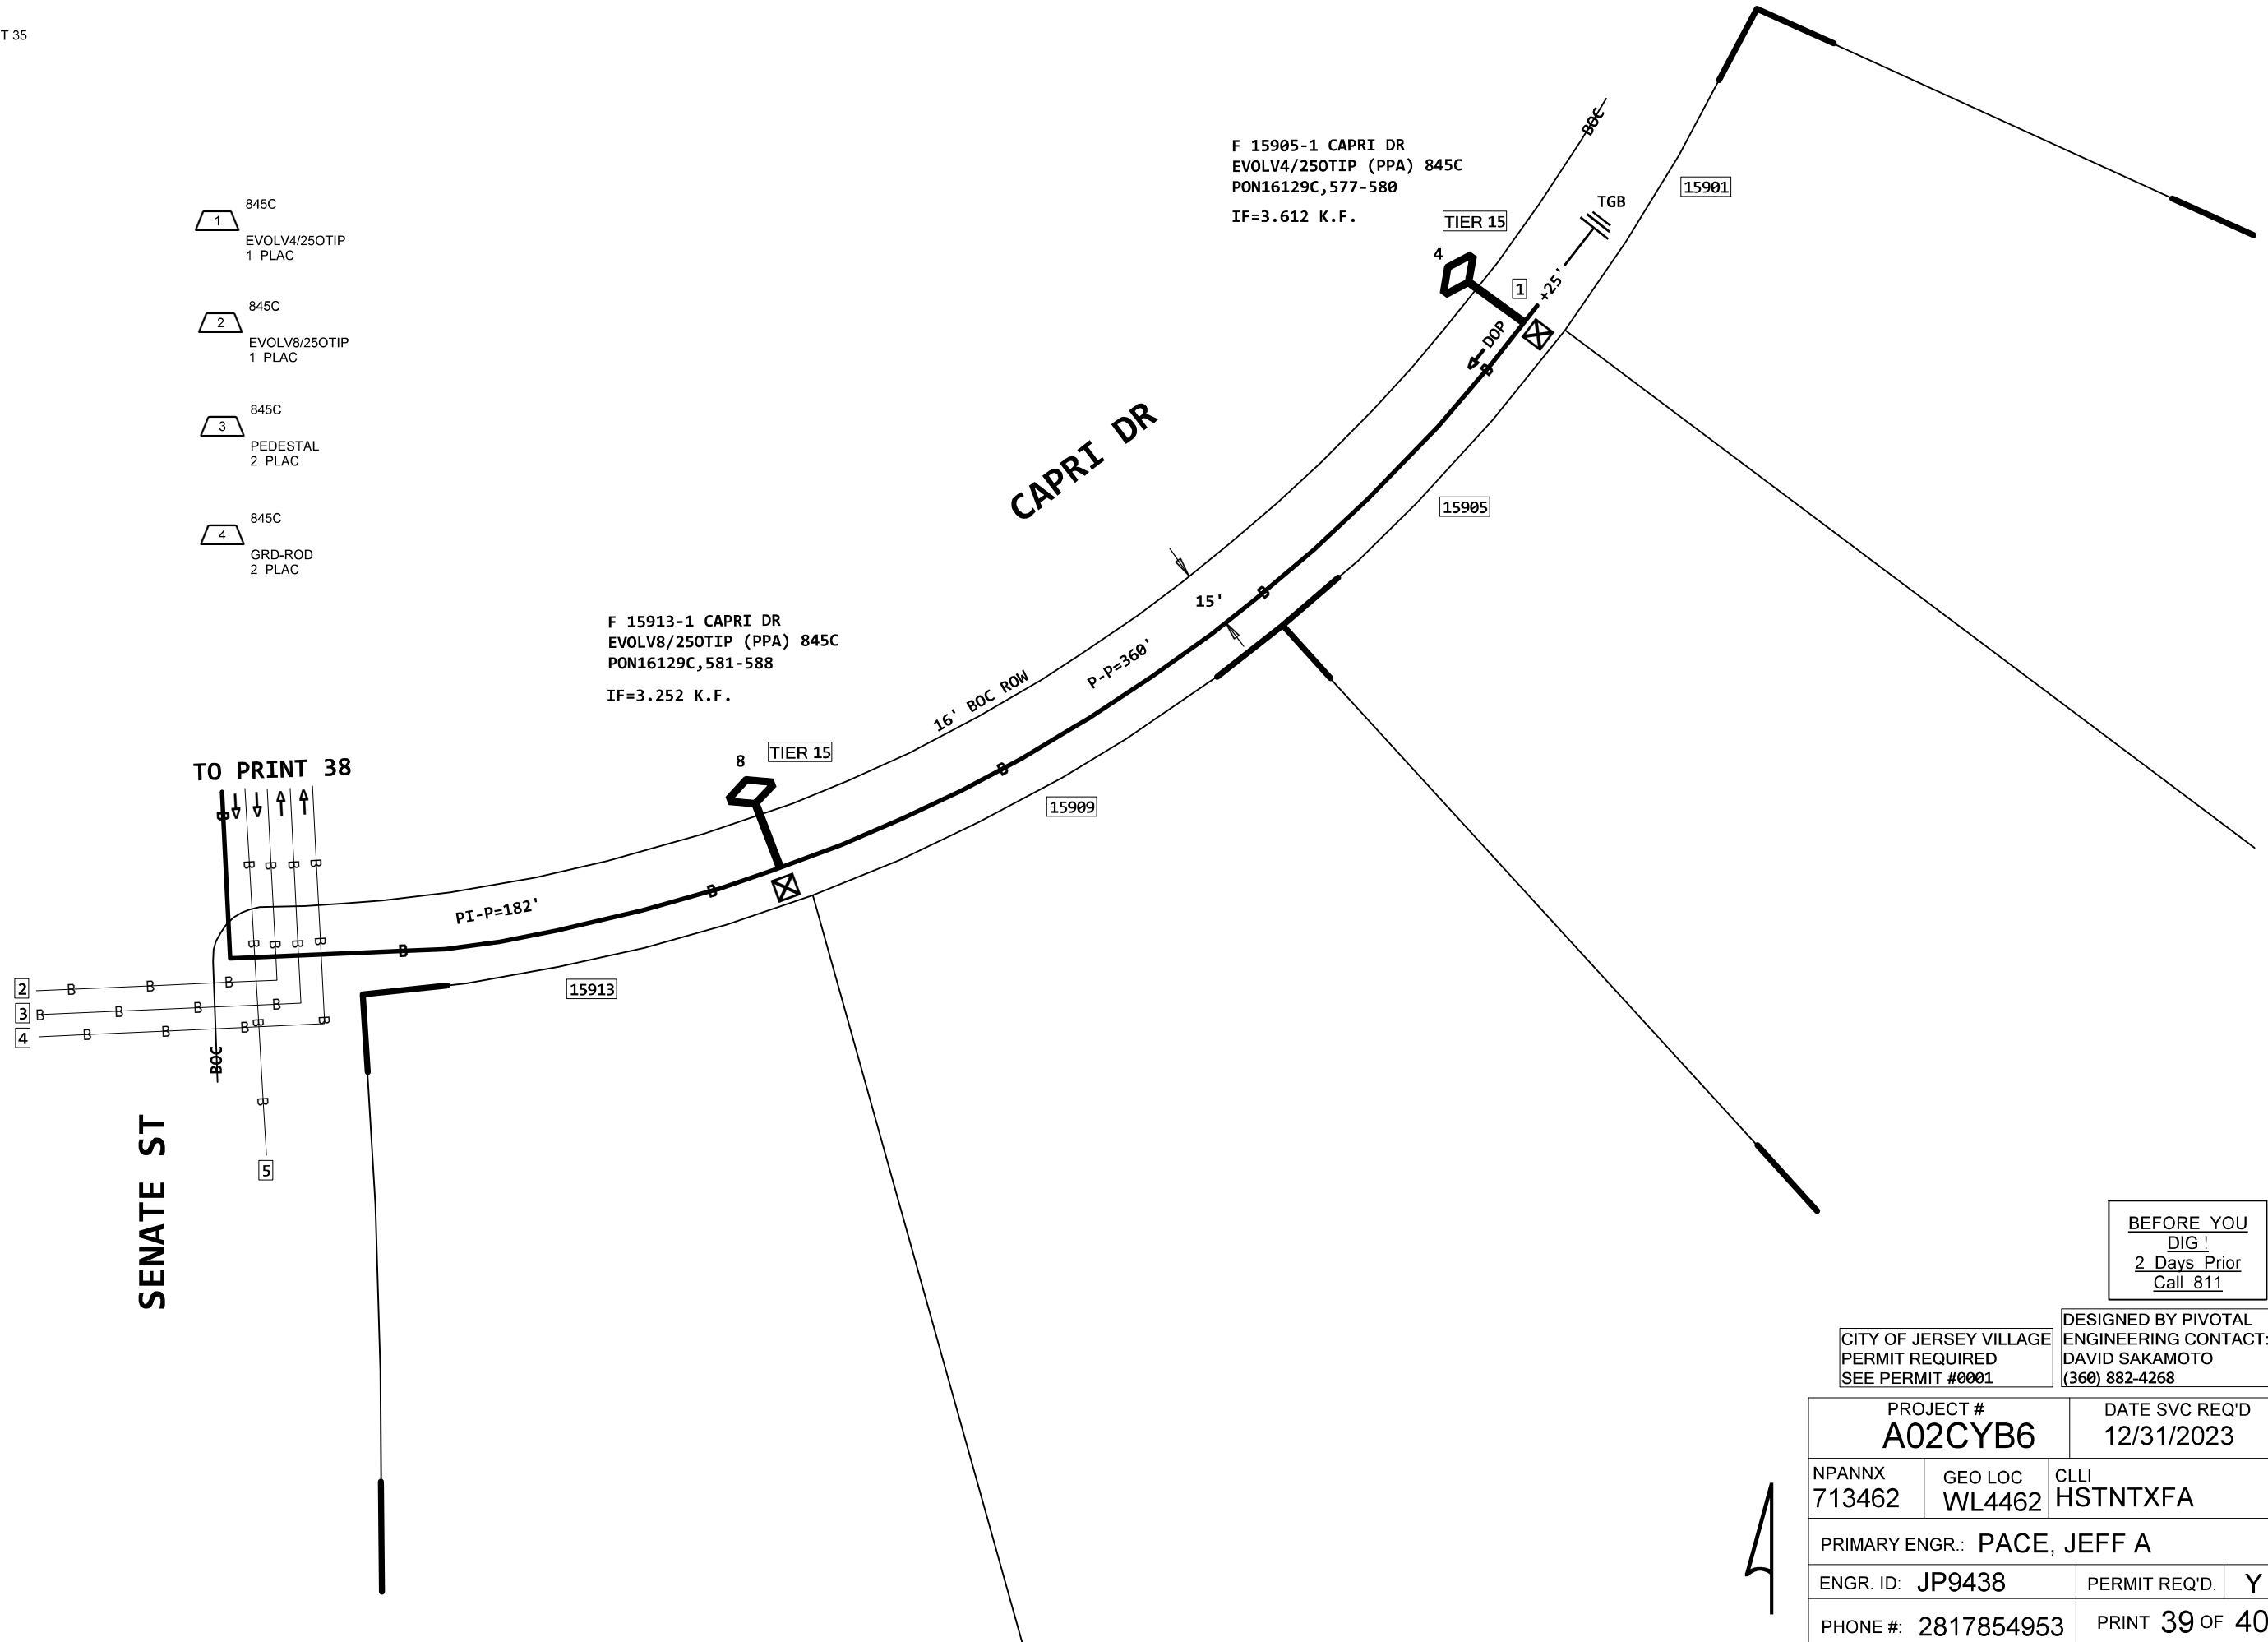 T 35
1
845C
EVOLV4/25OTIP
1 PLAC
2
845C
EVOLV8/25OTIP
1 PLAC
3
845C
PEDESTAL
2 PLAC
4
845C
GRD-ROD
2 PLAC
F 15905-1 CAPRI DR
EVOLV4/25OTIP (PPA) 845C
PON16129C,577-580
IF=3.612 K.F.
TIER 15
4
1
+25'
TGB
BOC
DOP
B
15901
15905
CAPRI DR
15'
B
P-P=360'
16' BOC ROW
B
F 15913-1 CAPRI DR
EVOLV8/25OTIP (PPA) 845C
PON16129C,581-588
IF=3.252 K.F.
8
TIER 15
15909
TO PRINT 38
B
B B B B
PI-P=182'
B
B
B B B B
15913
2 B B B
3 B B B B
4 B B B B B
BOC
B
5
SENATE ST
BEFORE YOU
DIG !
2 Days Prior
Call 811
CITY OF JERSEY VILLAGE
PERMIT REQUIRED
SEE PERMIT #0001
DESIGNED BY PIVOTAL
ENGINEERING CONTACT:
DAVID SAKAMOTO
(360) 882-4268
PROJECT #
A02CYB6
DATE SVC REQ'D
12/31/2023
NPANNX
713462
GEO LOC
WL4462
CLLI
HSTNTXFA
PRIMARY ENGR.: PACE, JEFF A
ENGR. ID: JP9438
PERMIT REQ'D. Y
PHONE #: 2817854953
PRINT 39 OF 40